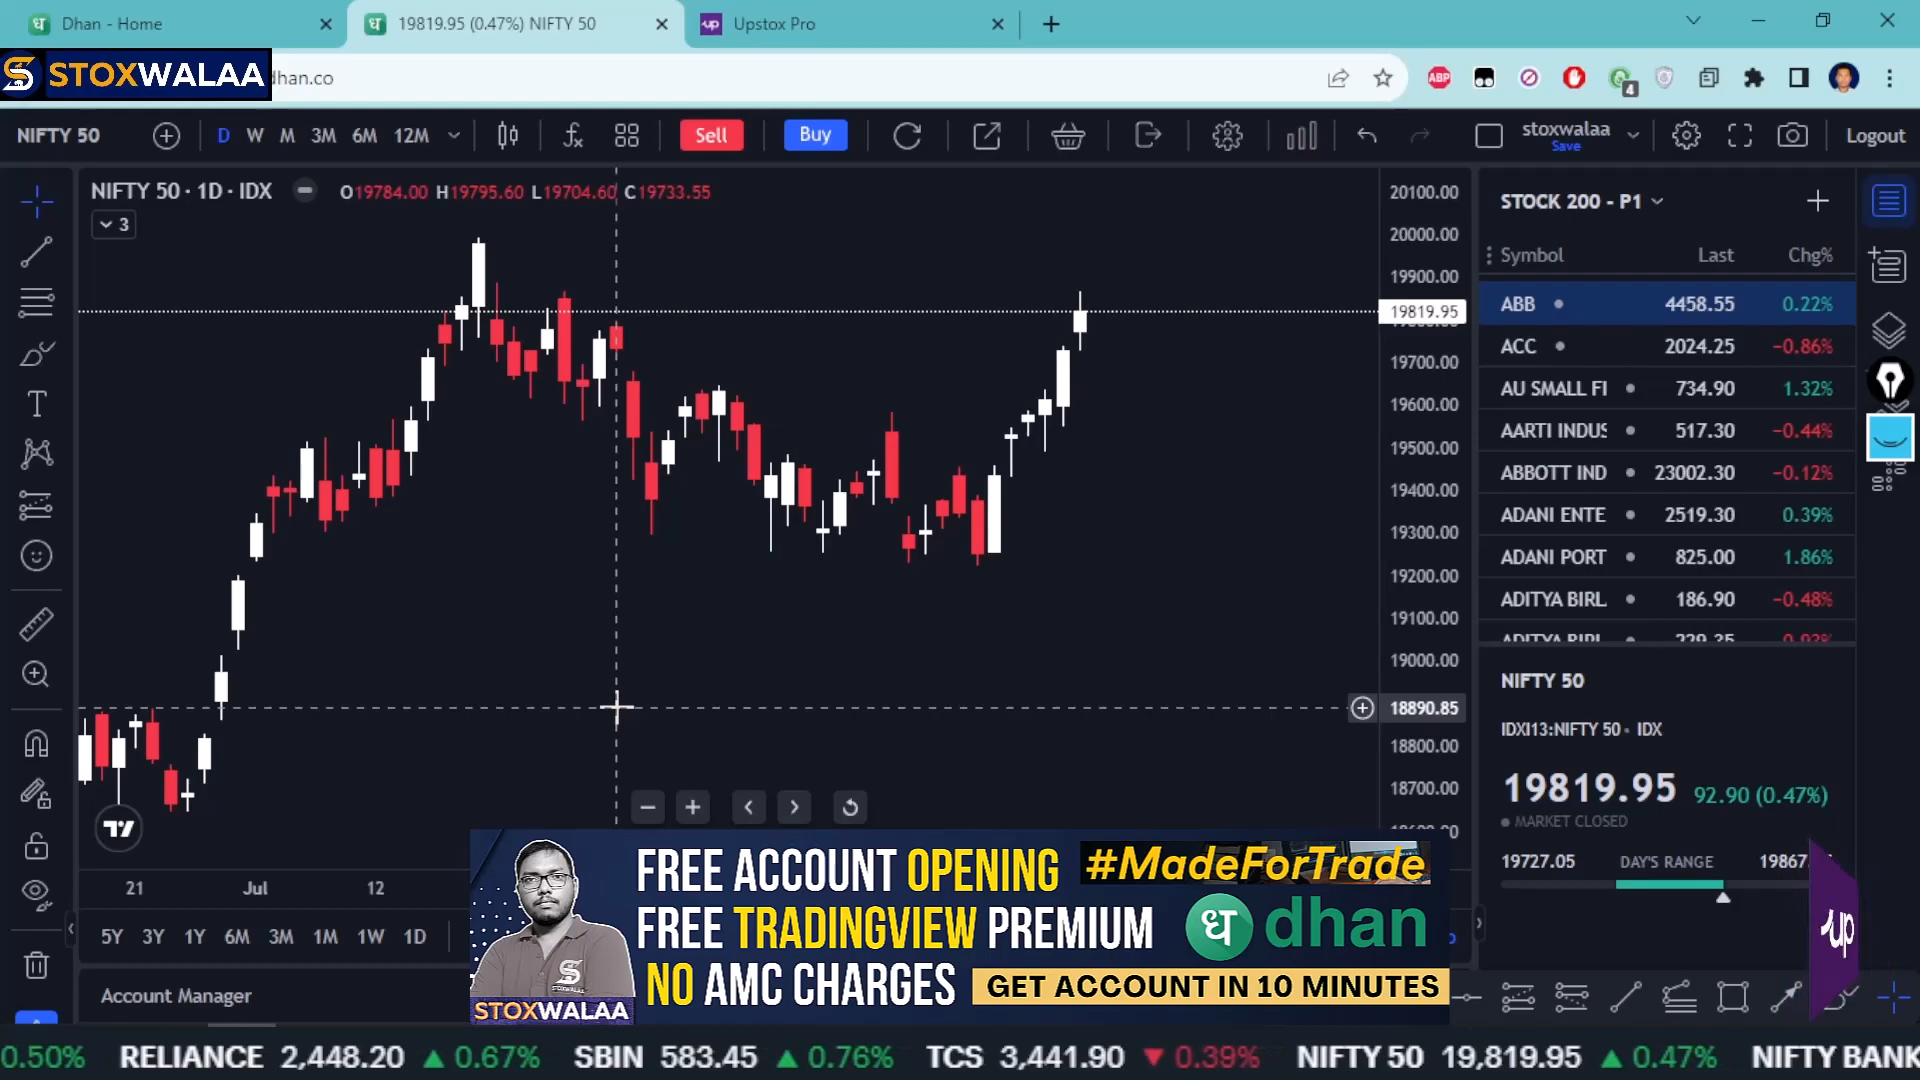 Dhan - Home
19819.95 (0.47%) NIFTY 50
Upstox Pro
STOXWALAA
dhan.co
ABP
4
NIFTY 50
D W M 3M 6M 12M
Sell
Buy
stoxwalaa
Save
Logout
NIFTY 50 · 1D · IDX
O19784.00 H19795.60 L19704.60 C19733.55
3
20100.00
20000.00
19900.00
19819.95
19700.00
19600.00
19500.00
19400.00
19300.00
19200.00
19100.00
19000.00
18890.85
18800.00
18700.00
STOCK 200 - P1
Symbol Last Chg%
ABB 4458.55 0.22%
ACC 2024.25 −0.86%
AU SMALL FI 734.90 1.32%
AARTI INDUS 517.30 −0.44%
ABBOTT IND 23002.30 −0.12%
ADANI ENTE 2519.30 0.39%
ADANI PORT 825.00 1.86%
ADITYA BIRL 186.90 −0.48%
NIFTY 50
IDXI13:NIFTY 50 · IDX
19819.95 92.90 (0.47%)
MARKET CLOSED
19727.05 DAY'S RANGE 19867
21 Jul 12
5Y 3Y 1Y 6M 3M 1M 1W 1D
Account Manager
FREE ACCOUNT OPENING
#MadeForTrade
FREE TRADINGVIEW PREMIUM
ध dhan
NO AMC CHARGES
GET ACCOUNT IN 10 MINUTES
STOXWALAA
up
0.50% RELIANCE 2,448.20 ▲ 0.67% SBIN 583.45 ▲ 0.76% TCS 3,441.90 ▼ 0.39% NIFTY 50 19,819.95 ▲ 0.47% NIFTY BANK